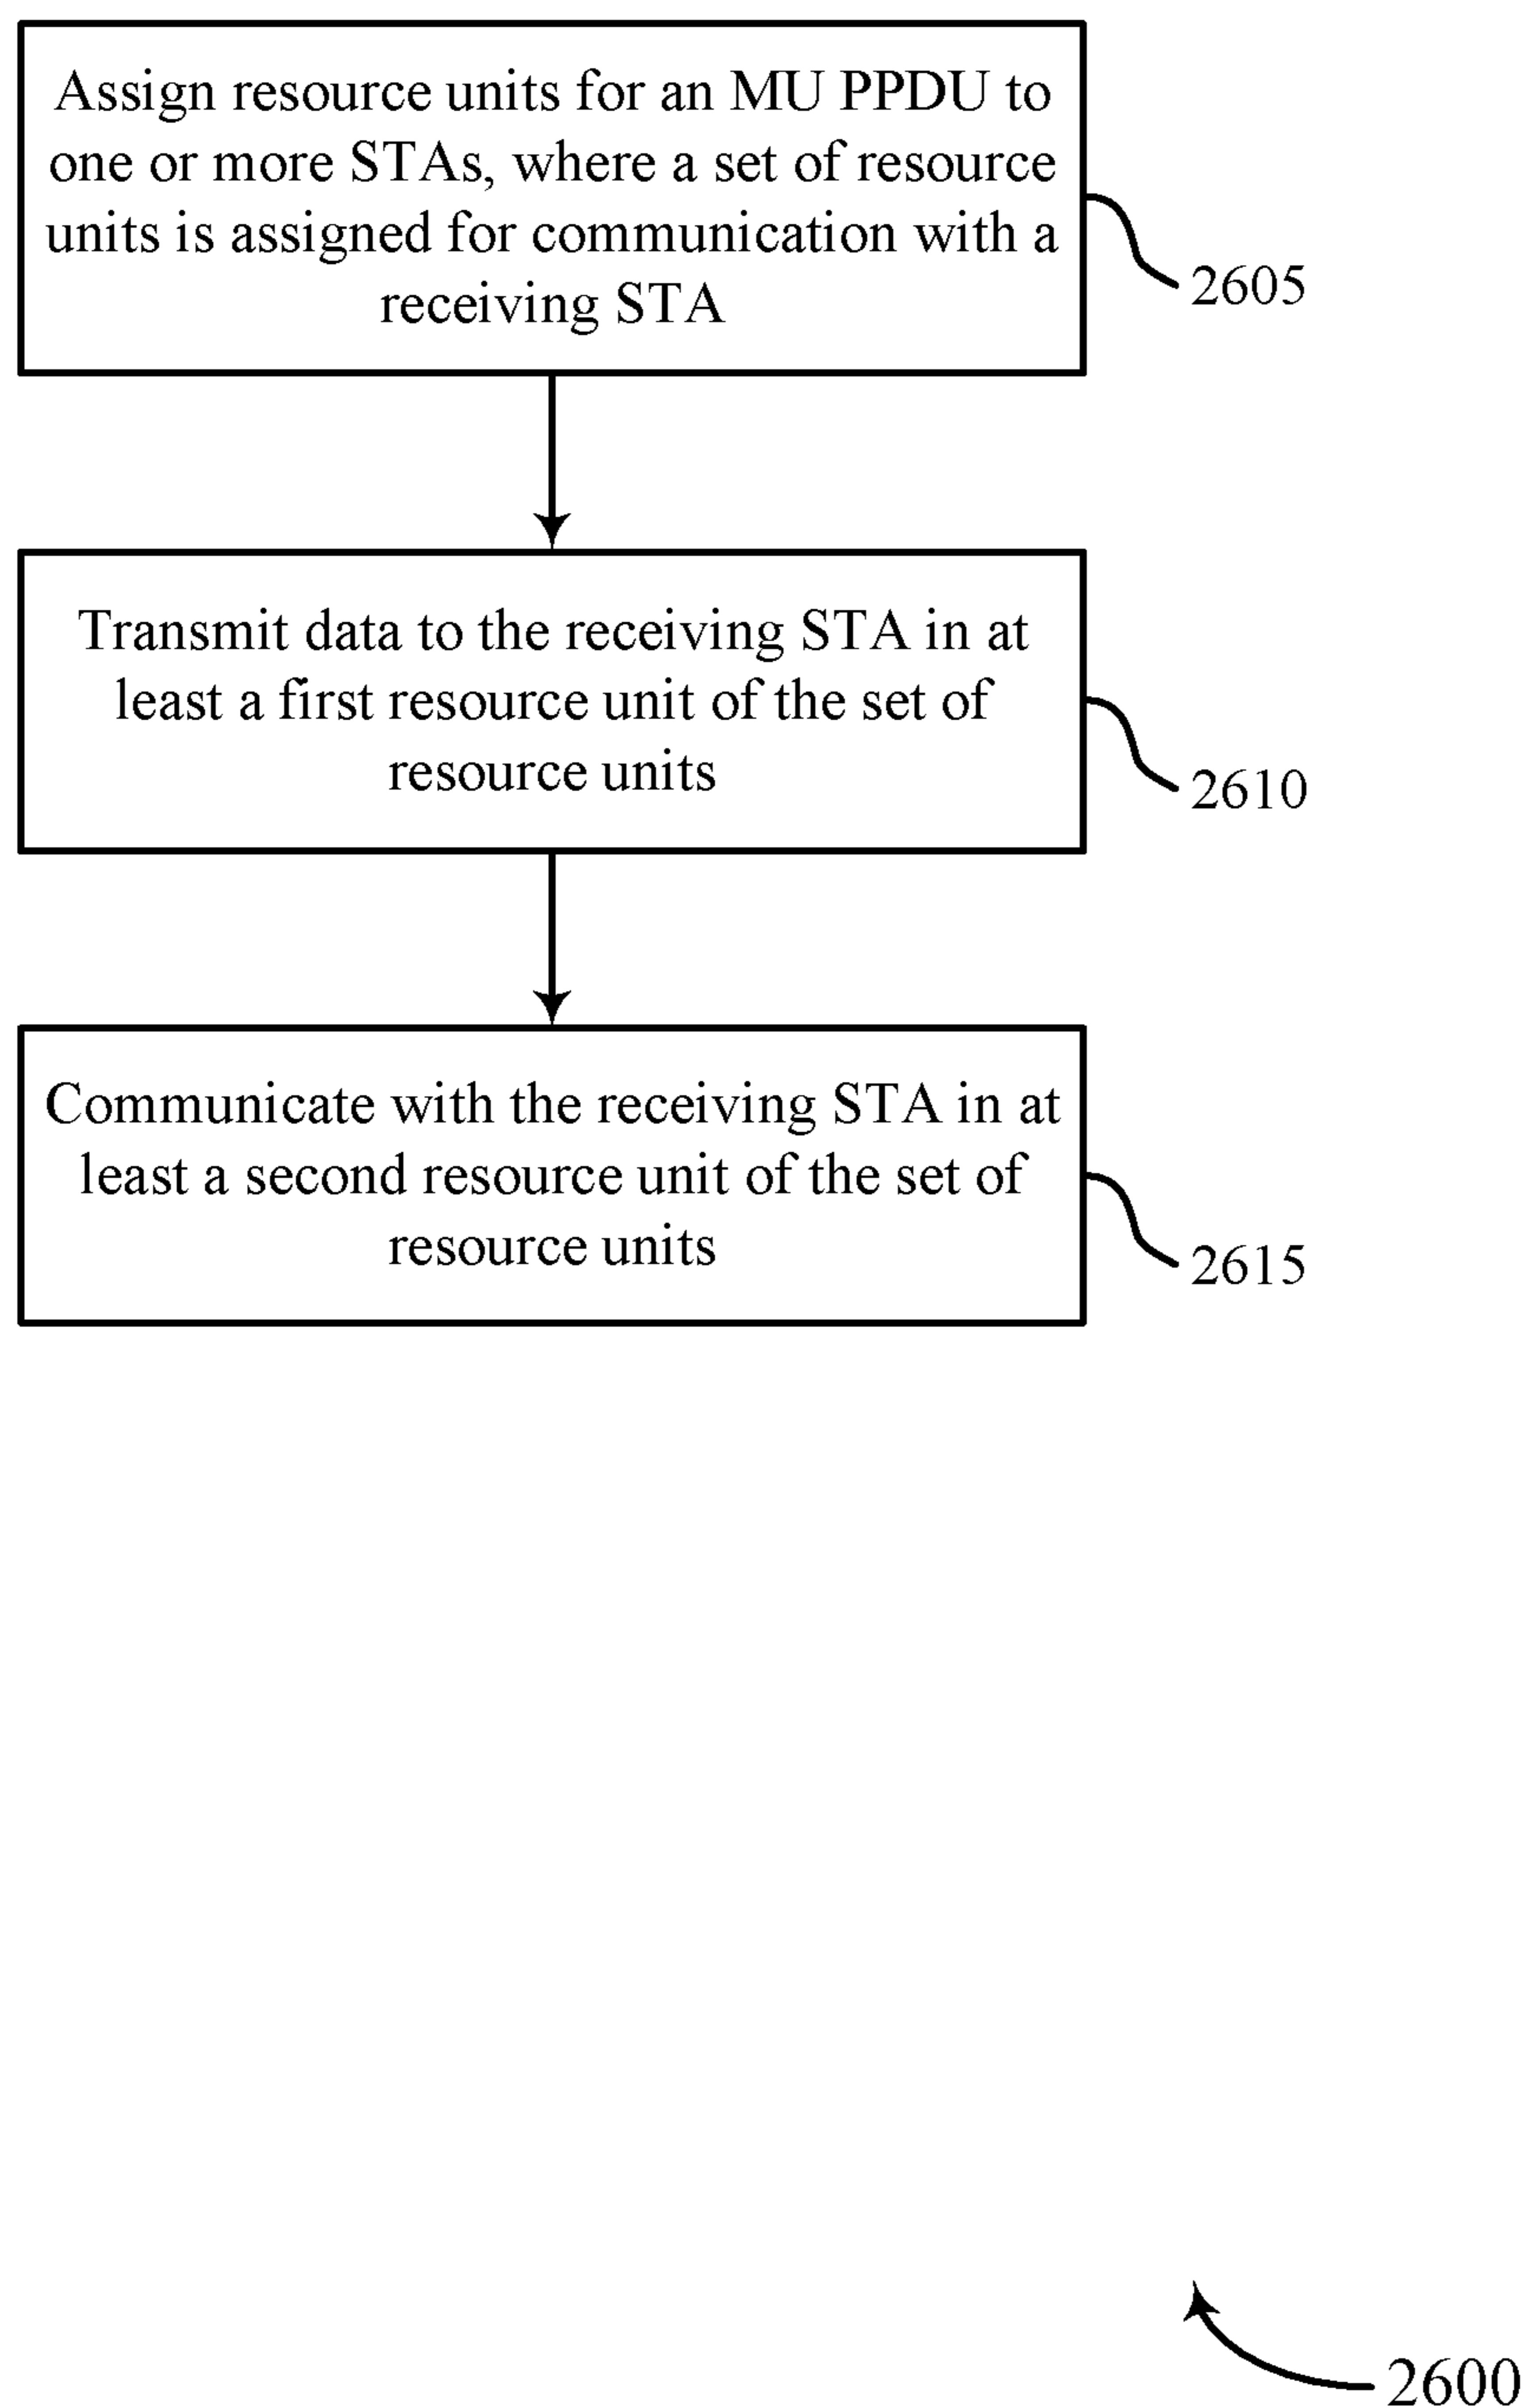 Assign resource units for an MU PPDU to
one or more STAs, where a set of resource
units is assigned for communication with a
receiving STA
2605
Transmit data to the receiving STA in at
least a first resource unit of the set of
resource units
2610
Communicate with the receiving STA in at
least a second resource unit of the set of
resource units
2615
2600